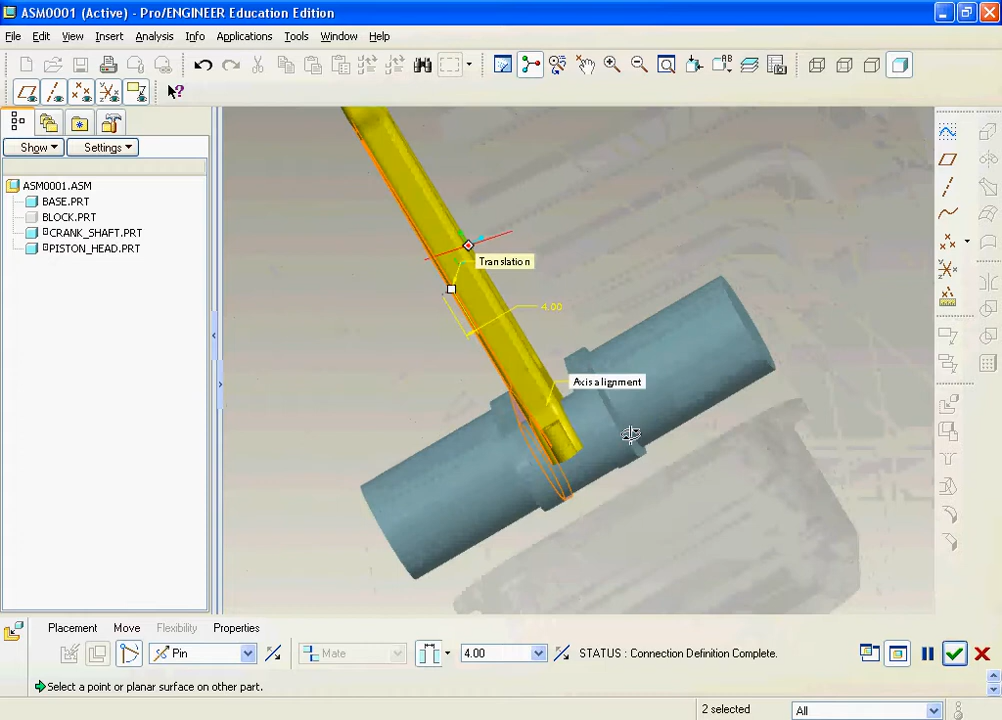 ASM0001 (Active) - Pro/ENGINEER Education Edition
File Edit View Insert Analysis Info Applications Tools Window Help
Show Settings
ASM0001.ASM
BASE.PRT
BLOCK.PRT
CRANK_SHAFT.PRT
PISTON_HEAD.PRT
Translation
4.00
Axis alignment
Placement Move Flexibility Properties
Pin Mate 4.00 STATUS : Connection Definition Complete.
Select a point or planar surface on other part.
2 selected All